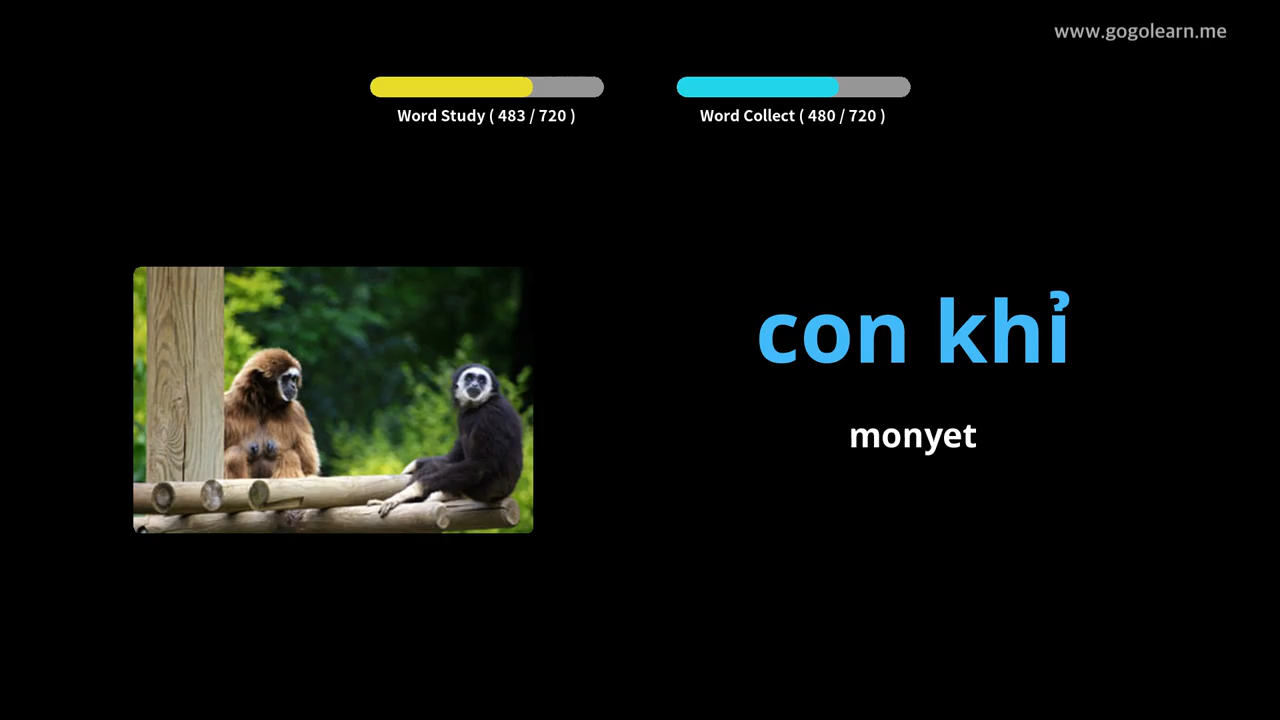 www.gogolearn.me
Word Study ( 483 / 720 )
Word Collect ( 480 / 720 )
con khỉ
monyet